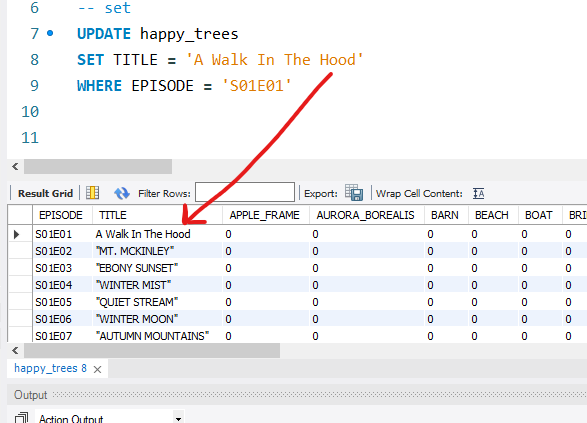 6 -- set
7 UPDATE happy_trees
8 SET TITLE = 'A Walk In The Hood'
9 WHERE EPISODE = 'S01E01'
10
11
Result Grid Filter Rows: Export: Wrap Cell Content: IA
EPISODE TITLE APPLE_FRAME AURORA_BOREALIS BARN BEACH BOAT BRI
S01E01 A Walk In The Hood 0 0 0 0 0 0
S01E02 "MT. MCKINLEY" 0 0 0 0 0 0
S01E03 "EBONY SUNSET" 0 0 0 0 0 0
S01E04 "WINTER MIST" 0 0 0 0 0 0
S01E05 "QUIET STREAM" 0 0 0 0 0 0
S01E06 "WINTER MOON" 0 0 0 0 0 0
S01E07 "AUTUMN MOUNTAINS" 0 0 0 0 0 0
happy_trees 8
Output
Action Output